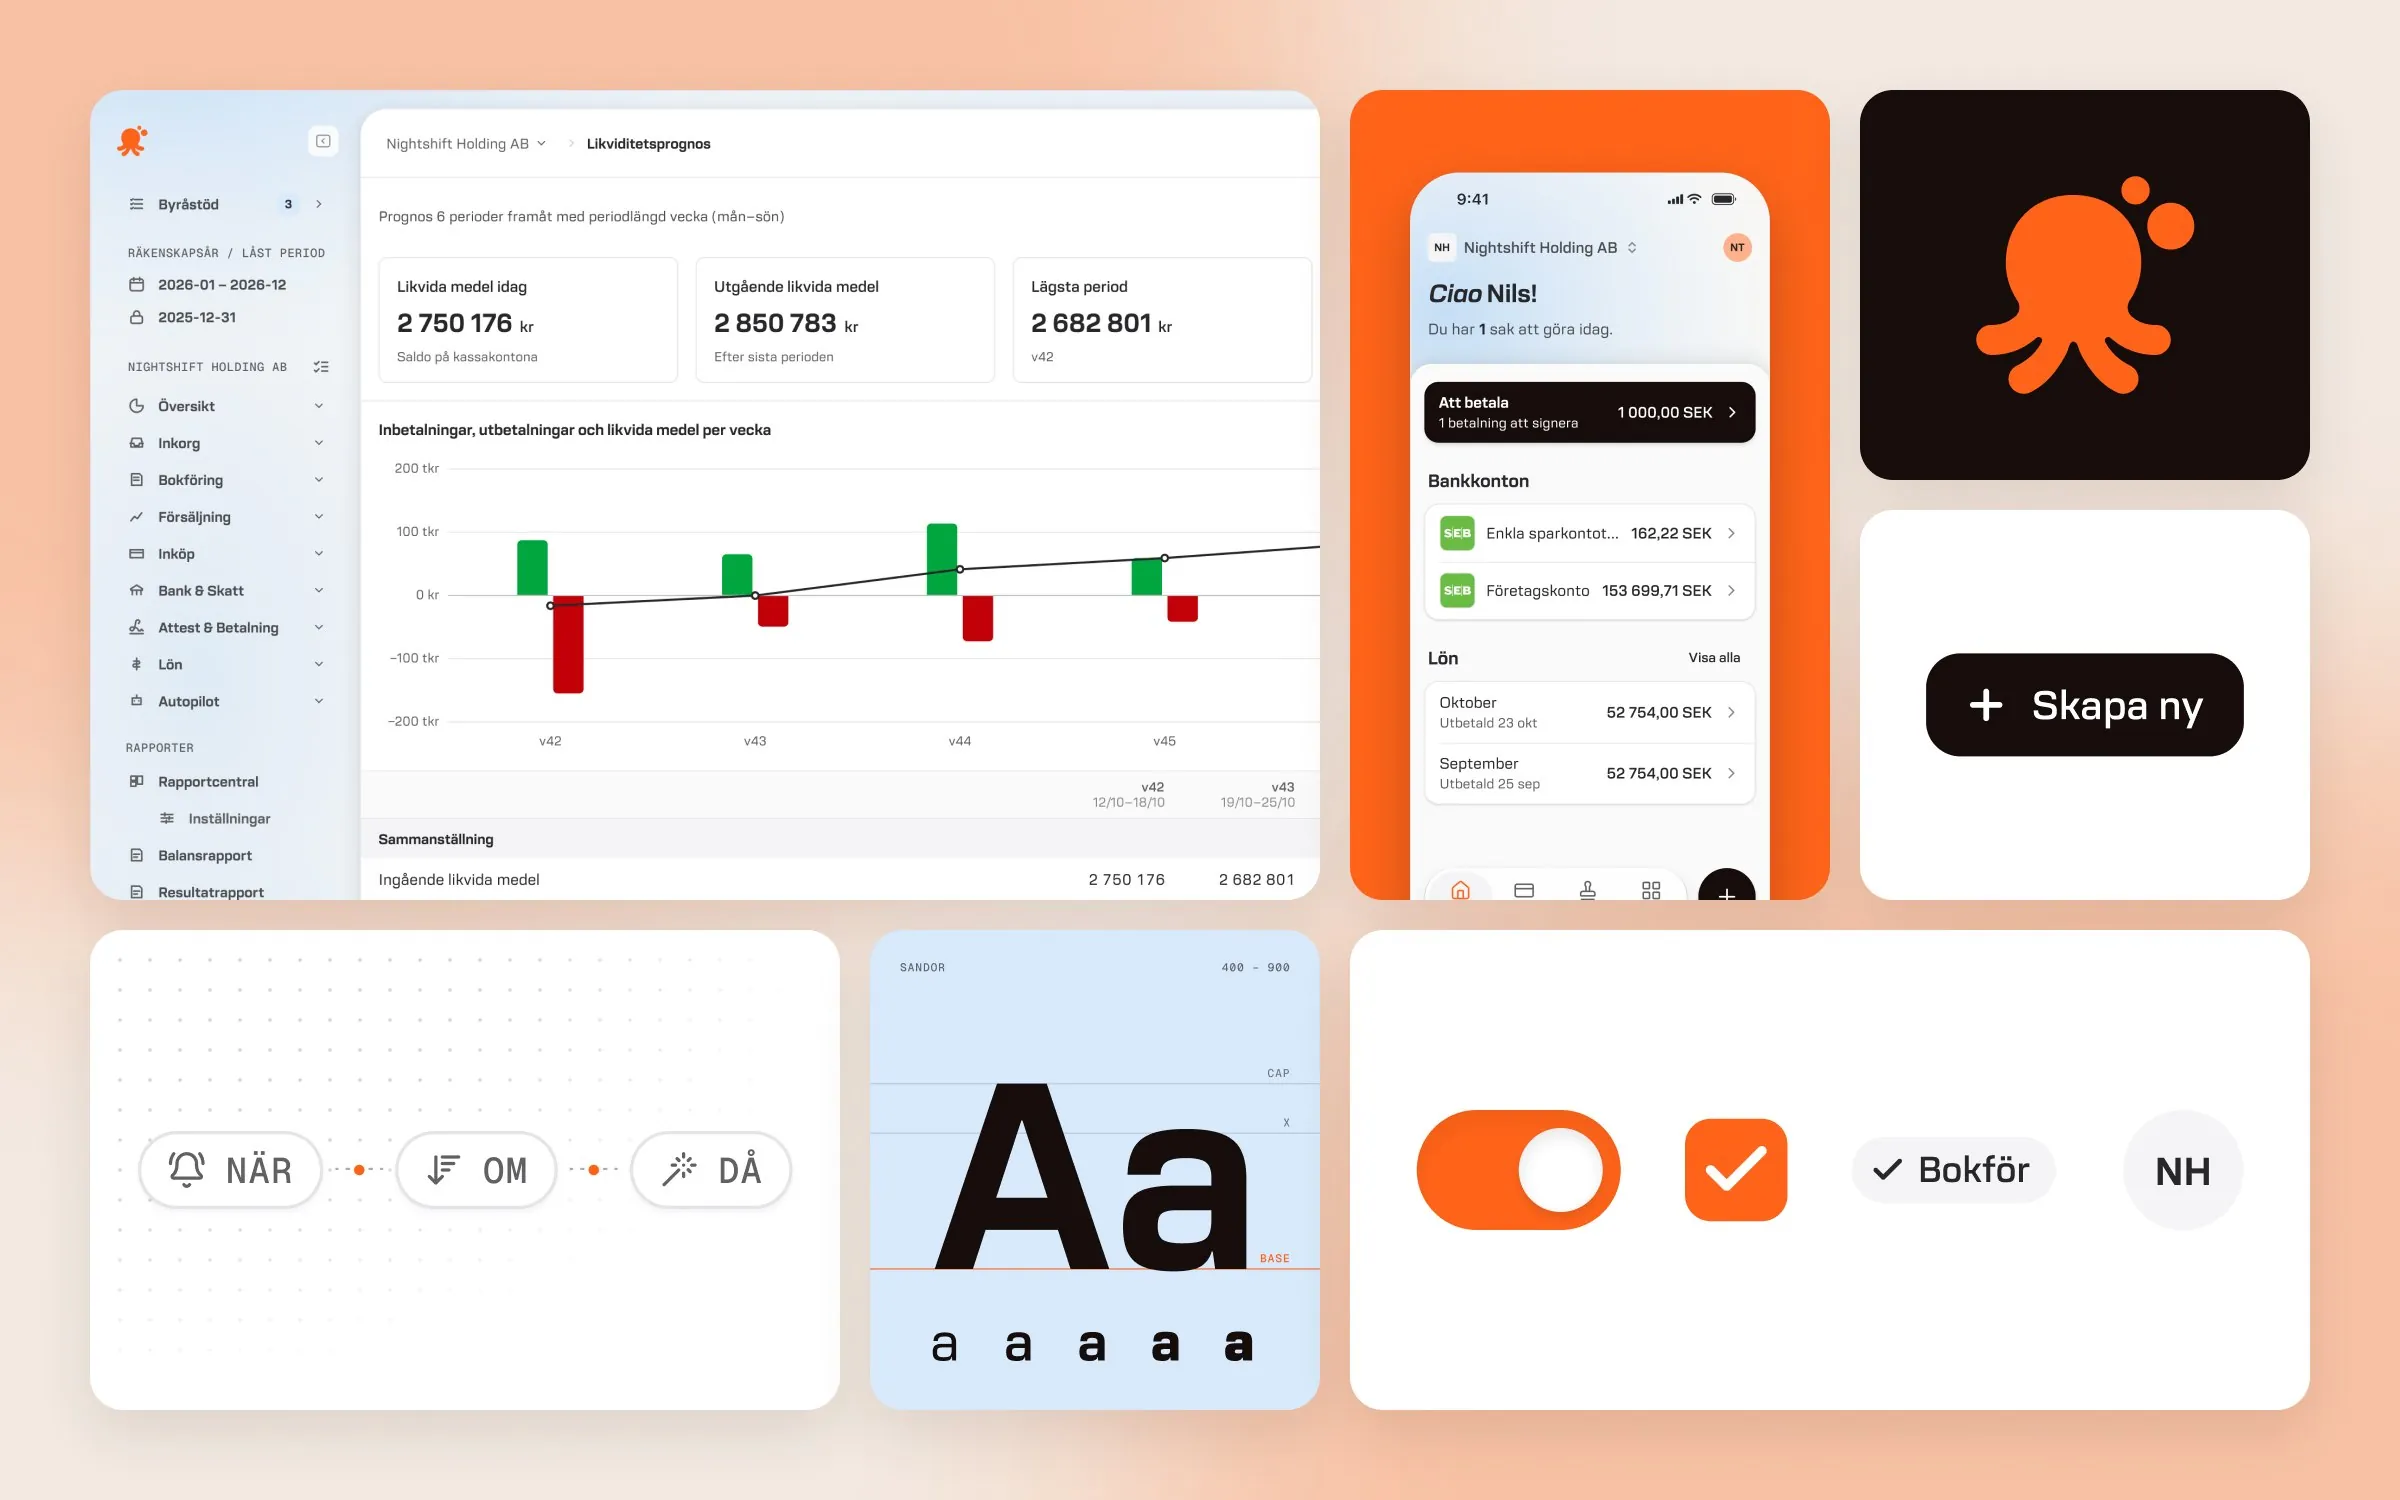 Byråstöd 3
RÄKENSKAPSÅR / LÅST PERIOD
2026-01 – 2026-12
2025-12-31
NIGHTSHIFT HOLDING AB
Översikt
Inkorg
Bokföring
Försäljning
Inköp
Bank & Skatt
Attest & Betalning
Lön
Autopilot
RAPPORTER
Rapportcentral
Inställningar
Balansrapport
Resultatrapport
Nightshift Holding AB Likviditetsprognos
Prognos 6 perioder framåt med periodlängd vecka (mån–sön)
Likvida medel idag
2 750 176 kr
Saldo på kassakontona
Utgående likvida medel
2 850 783 kr
Efter sista perioden
Lägsta period
2 682 801 kr
v42
Inbetalningar, utbetalningar och likvida medel per vecka
200 tkr
100 tkr
0 kr
−100 tkr
−200 tkr
v42 v43 v44 v45
v42 v43
12/10–18/10 19/10–25/10
Sammanställning
Ingående likvida medel 2 750 176 2 682 801
9:41
NH Nightshift Holding AB NT
Ciao Nils!
Du har 1 sak att göra idag.
Att betala
1 betalning att signera
1 000,00 SEK
Bankkonton
SEB Enkla sparkontot... 162,22 SEK
SEB Företagskonto 153 699,71 SEK
Lön Visa alla
Oktober
Utbetald 23 okt
52 754,00 SEK
September
Utbetald 25 sep
52 754,00 SEK
Skapa ny
NÄR OM DÅ
SANDOR 400 - 900
CAP
X
Aa
BASE
a a a a a
Bokför
NH